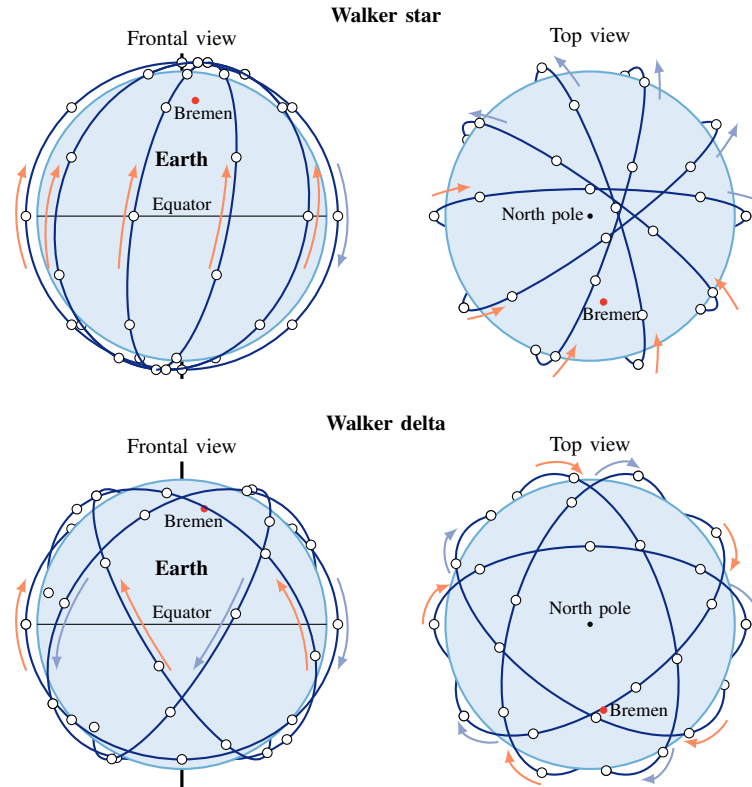 Walker star
Frontal view
Top view
Bremen
Earth
Equator
North pole
Bremen
Walker delta
Frontal view
Top view
Bremen
Earth
Equator
North pole
Bremen